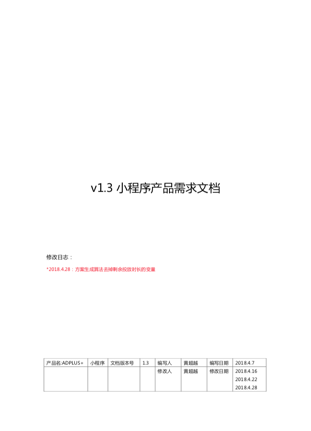 v1.3 小程序产品需求文档
修改日志：
*2018.4.28：方案生成算法去掉剩余投放时长的变量
产品名:ADPLUS+ 小程序 文档版本号 1.3 编写人 黄超越 编写日期 2018.4.7
修改人 黄超越 修改日期 2018.4.16
2018.4.22
2018.4.28